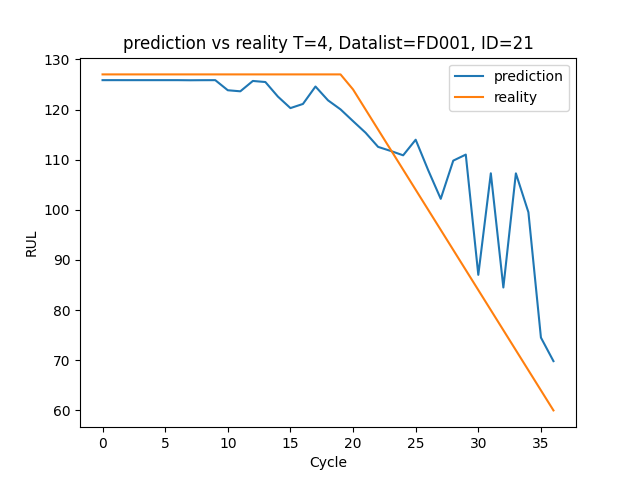 prediction vs reality T=4, Datalist=FD001, ID=21
prediction
reality
130
120
110
100
90
80
70
60
RUL
0 5 10 15 20 25 30 35
Cycle